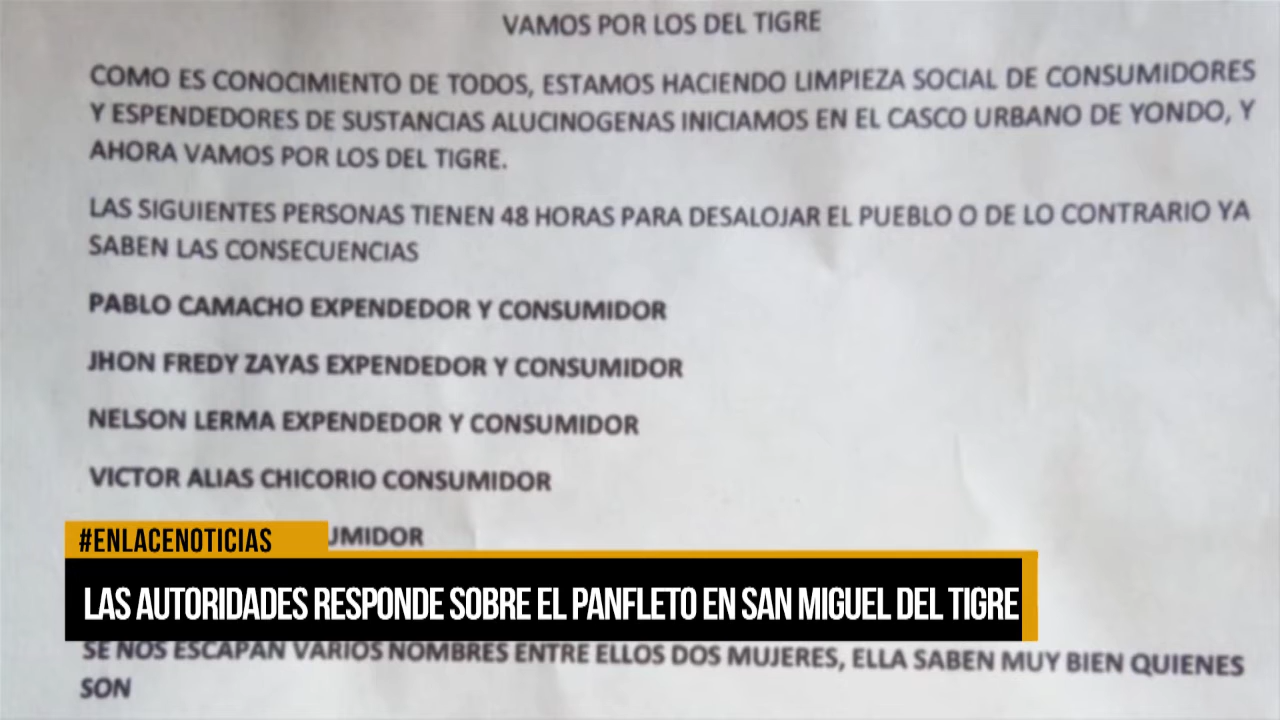 VAMOS POR LOS DEL TIGRE
COMO ES CONOCIMIENTO DE TODOS, ESTAMOS HACIENDO LIMPIEZA SOCIAL DE CONSUMIDORES
Y ESPENDEDORES DE SUSTANCIAS ALUCINOGENAS INICIAMOS EN EL CASCO URBANO DE YONDO, Y
AHORA VAMOS POR LOS DEL TIGRE.
LAS SIGUIENTES PERSONAS TIENEN 48 HORAS PARA DESALOJAR EL PUEBLO O DE LO CONTRARIO YA
SABEN LAS CONSECUENCIAS
PABLO CAMACHO EXPENDEDOR Y CONSUMIDOR
JHON FREDY ZAYAS EXPENDEDOR Y CONSUMIDOR
NELSON LERMA EXPENDEDOR Y CONSUMIDOR
VICTOR ALIAS CHICORIO CONSUMIDOR
#ENLACENOTICIAS UMIDOR
LAS AUTORIDADES RESPONDE SOBRE EL PANFLETO EN SAN MIGUEL DEL TIGRE
SE NOS ESCAPAN VARIOS NOMBRES ENTRE ELLOS DOS MUJERES, ELLA SABEN MUY BIEN QUIENES
SON